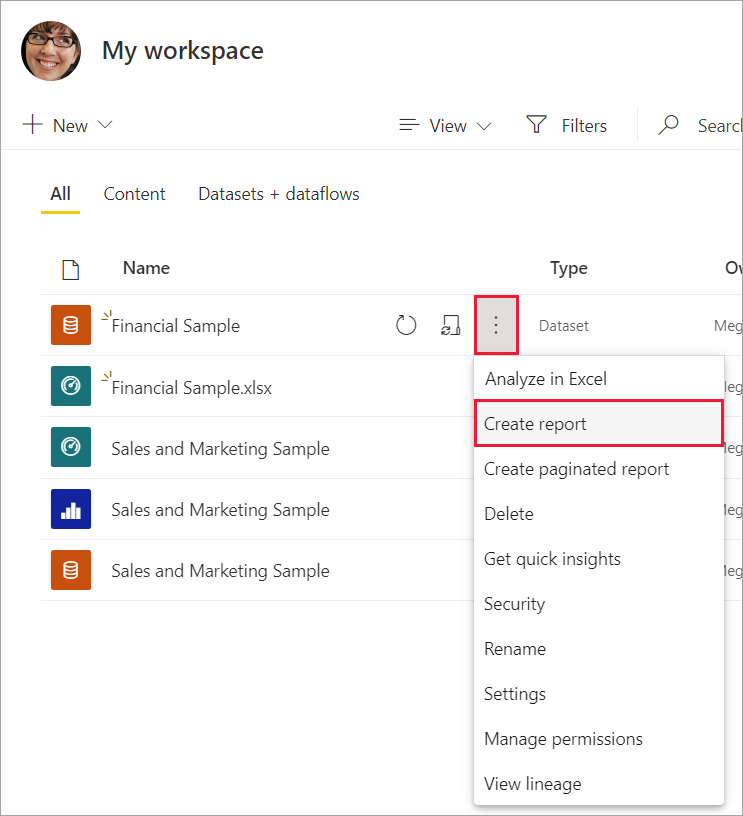 My workspace
New
View
Filters
Searc
All
Content
Datasets + dataflows
Name
Type
Ow
Financial Sample
Dataset
Meg
Financial Sample.xlsx
Meg
Sales and Marketing Sample
Meg
Sales and Marketing Sample
Meg
Sales and Marketing Sample
Meg
Analyze in Excel
Create report
Create paginated report
Delete
Get quick insights
Security
Rename
Settings
Manage permissions
View lineage